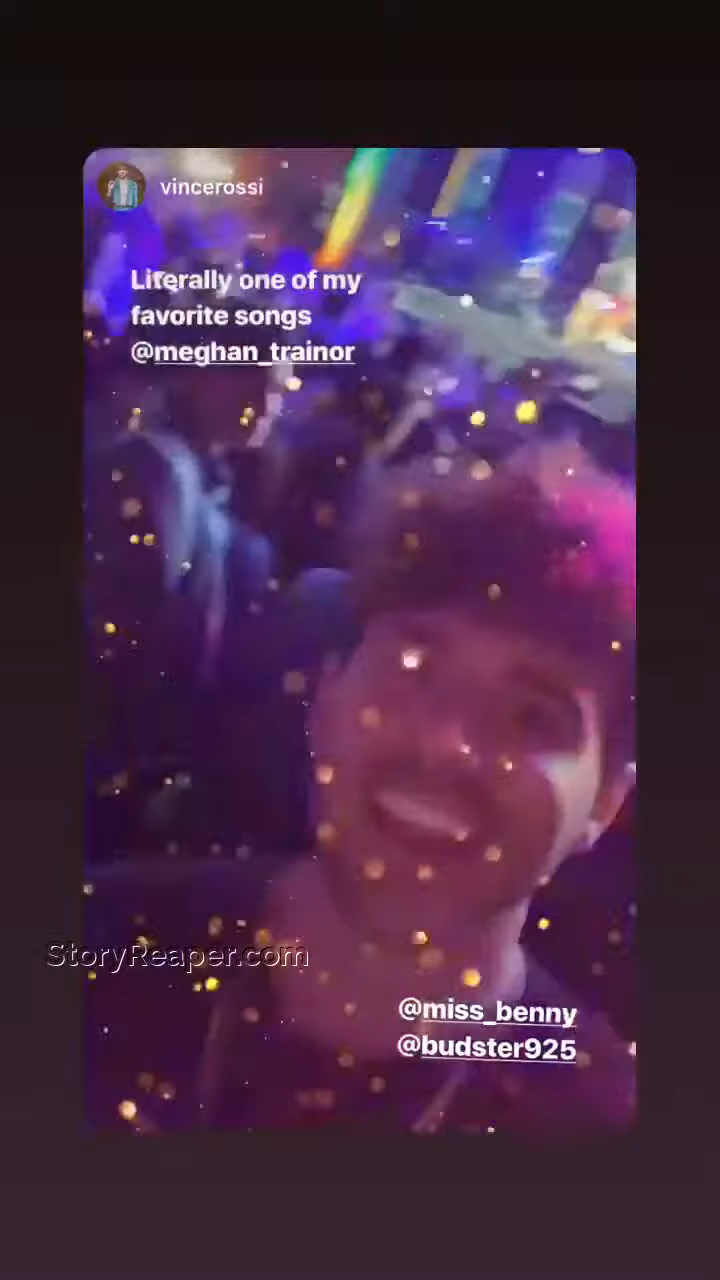 vincerossi
Literally one of my
favorite songs
@meghan_trainor
StoryReaper.com
@miss_benny
@budster925